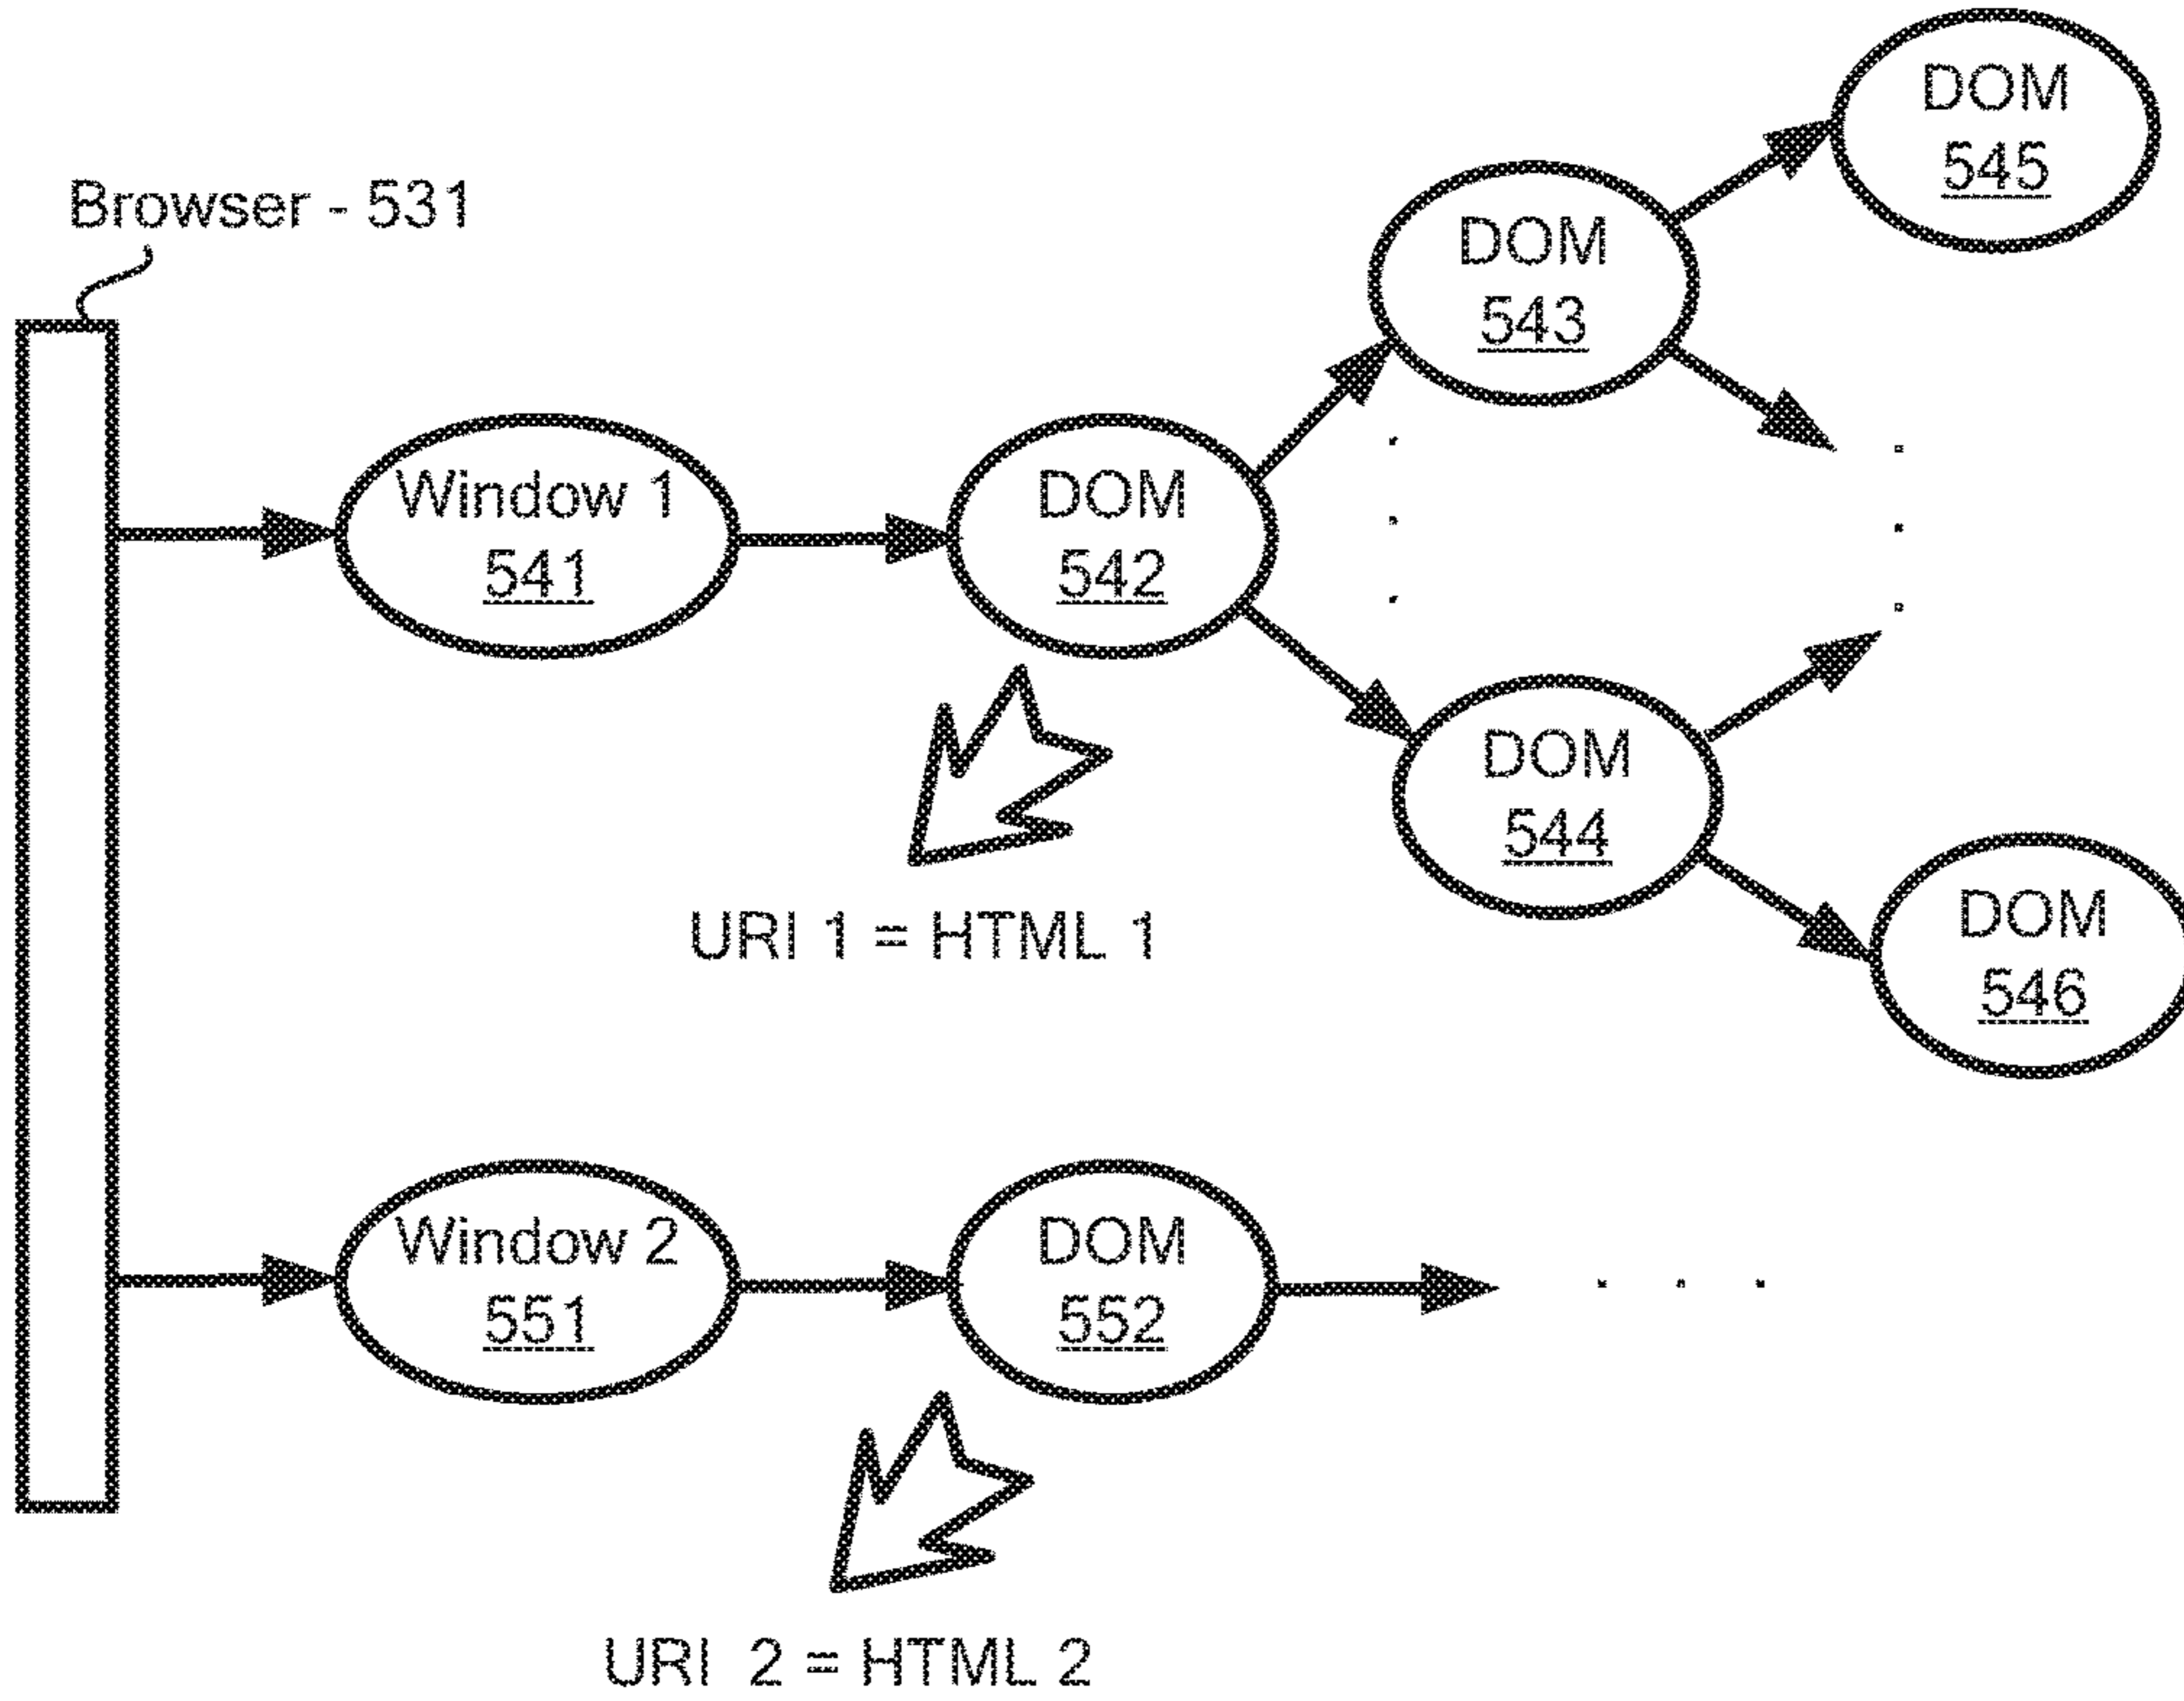 DOM
545
Browser - 531
DOM
543
Window 1
541
DOM
542
DOM
544
URI 1 = HTML 1
DOM
546
Window 2
551
DOM
552
URI  2 = HTML 2